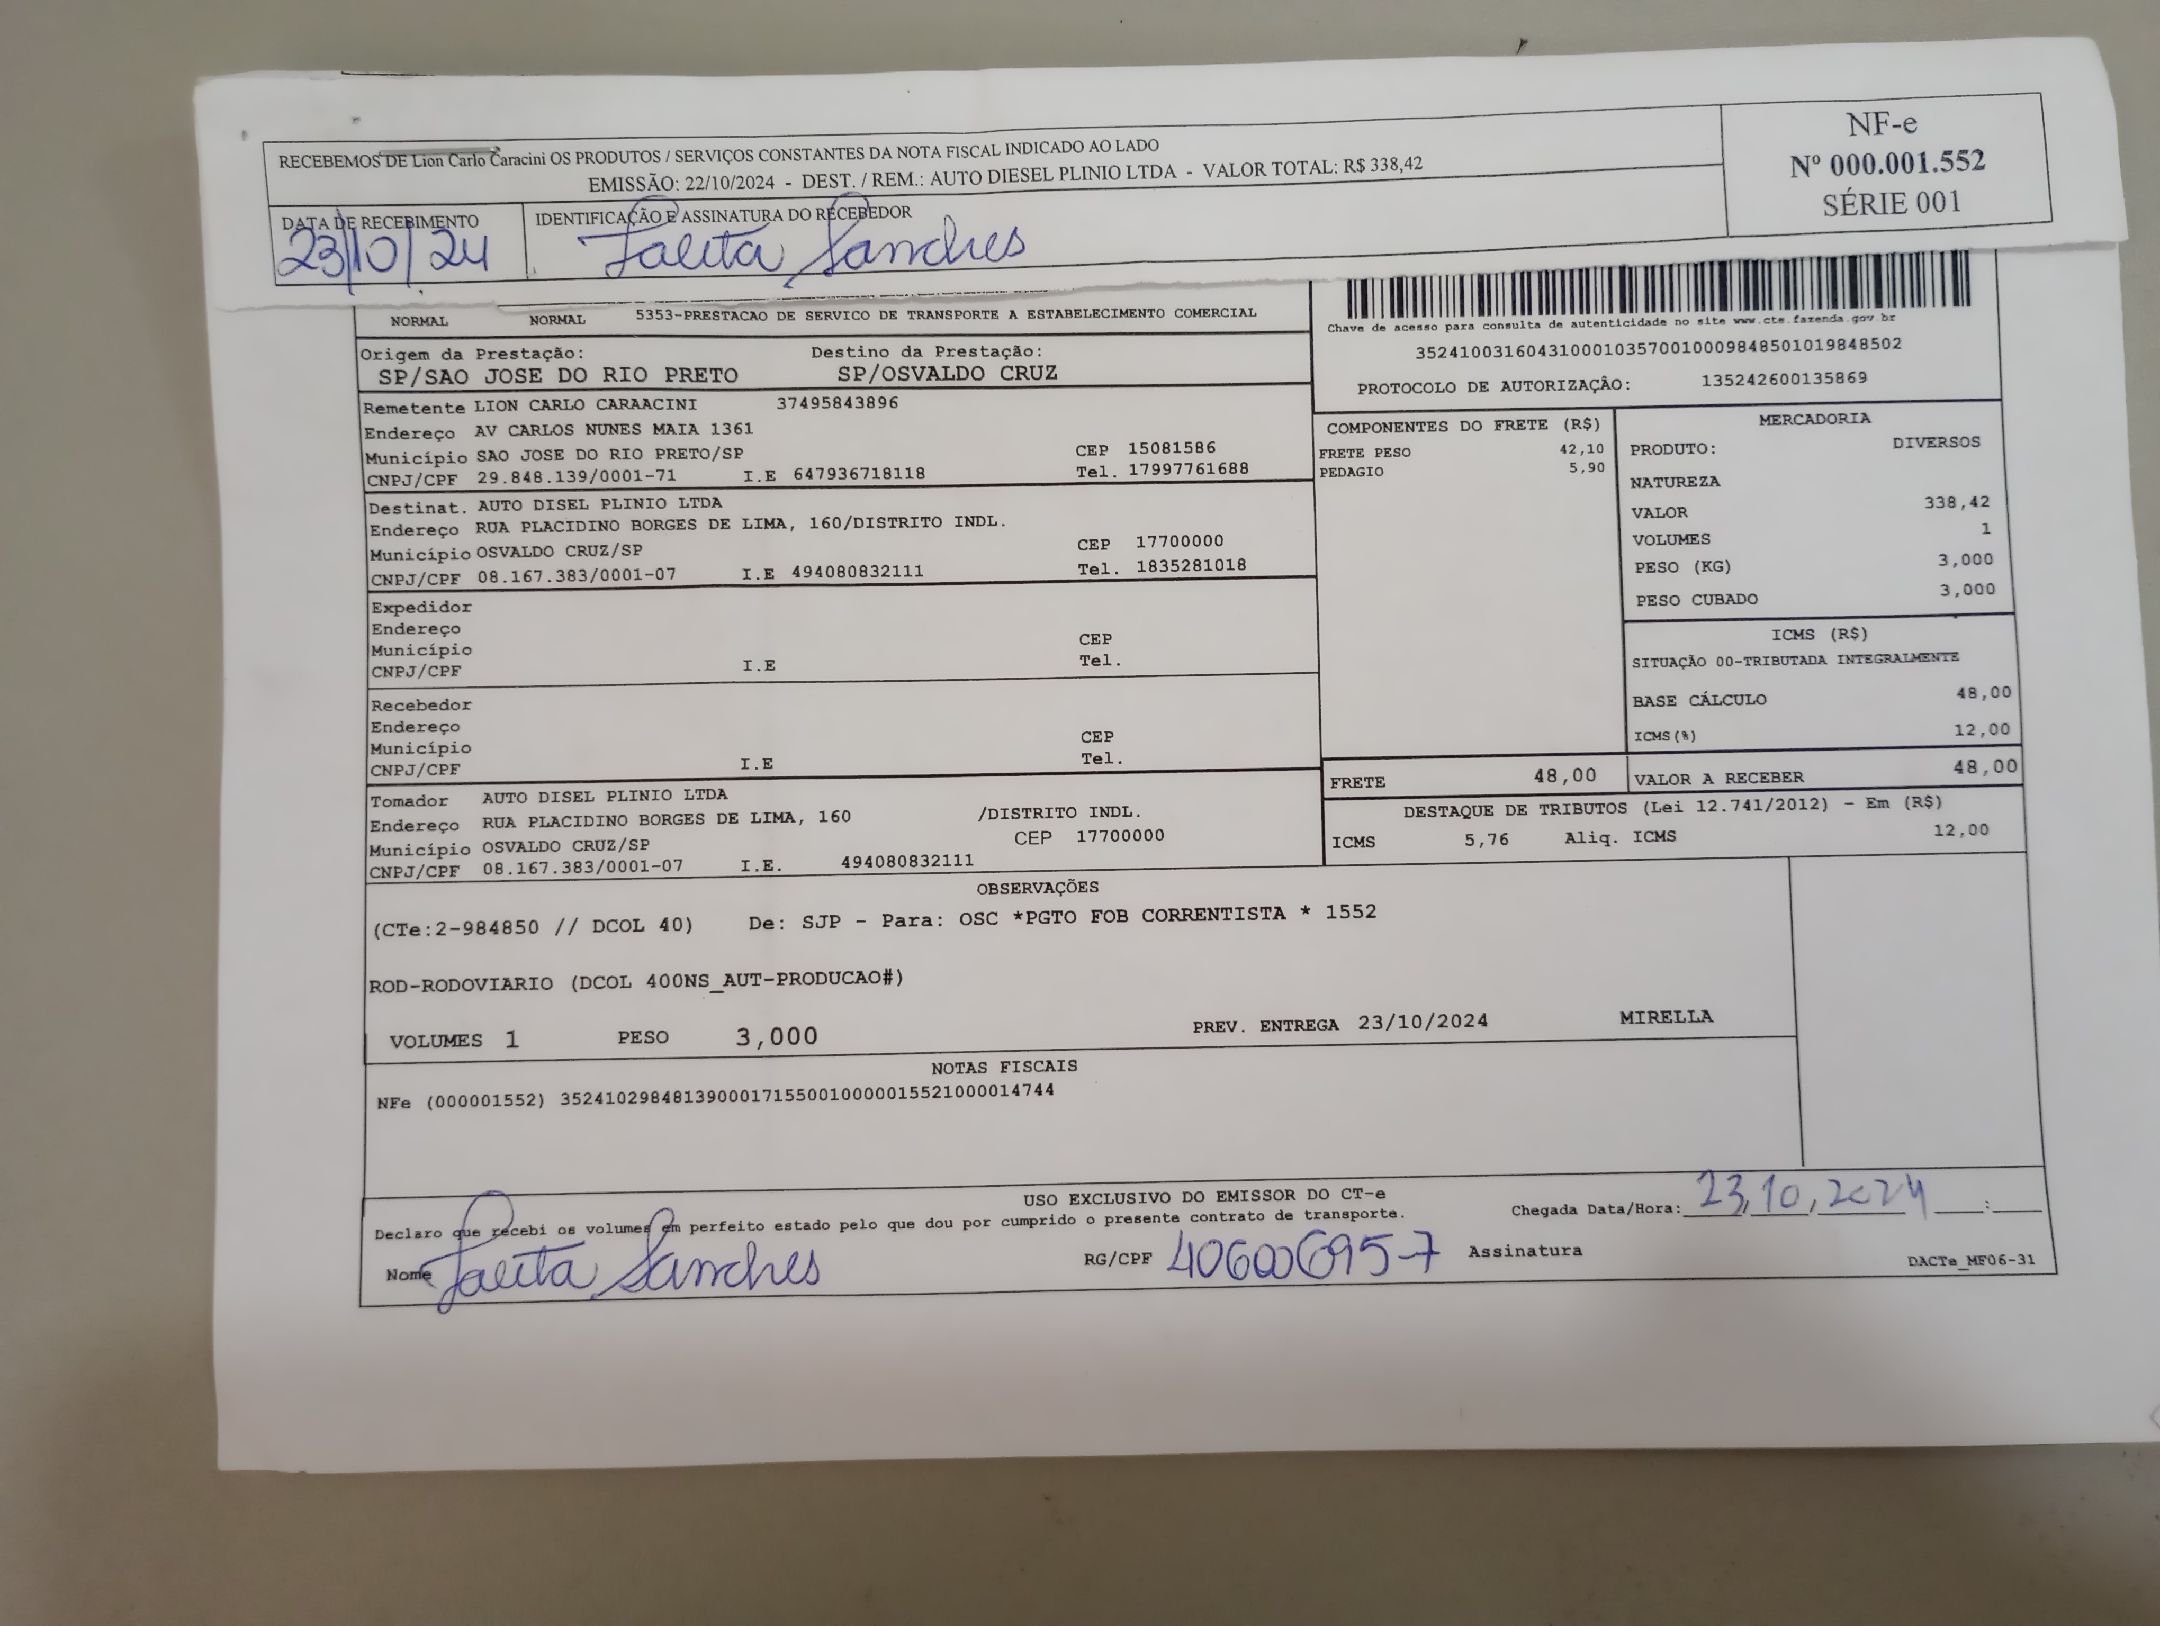 RECEBEMOS DE Lion Carlo Caracini OS PRODUTOS / SERVIÇOS CONSTANTES DA NOTA FISCAL INDICADO AO LADO
EMISSÃO: 22/10/2024 - DEST. / REM.: AUTO DIESEL PLINIO LTDA - VALOR TOTAL: R$ 338,42
NF-e
Nº 000.001.552
SÉRIE 001
DATA DE RECEBIMENTO
23/10/24
IDENTIFICAÇÃO E ASSINATURA DO RECEBEDOR
Talita Sanches
NORMAL NORMAL 5353-PRESTACAO DE SERVICO DE TRANSPORTE A ESTABELECIMENTO COMERCIAL
Chave de acesso para consulta de autenticidade no site www.cte.fazenda.gov.br
35241003160431000103570010009848501019848502
PROTOCOLO DE AUTORIZAÇÃO: 135242600135869
Origem da Prestação: Destino da Prestação:
SP/SAO JOSE DO RIO PRETO SP/OSVALDO CRUZ
Remetente LION CARLO CARAACINI 37495843896
Endereço AV CARLOS NUNES MAIA 1361
Município SAO JOSE DO RIO PRETO/SP CEP 15081586
CNPJ/CPF 29.848.139/0001-71 I.E 647936718118 Tel. 17997761688
Destinat. AUTO DISEL PLINIO LTDA
Endereço RUA PLACIDINO BORGES DE LIMA, 160/DISTRITO INDL.
Município OSVALDO CRUZ/SP CEP 17700000
CNPJ/CPF 08.167.383/0001-07 I.E 494080832111 Tel. 1835281018
Expedidor
Endereço
Município CEP
CNPJ/CPF I.E Tel.
Recebedor
Endereço
Município CEP
CNPJ/CPF I.E Tel.
Tomador AUTO DISEL PLINIO LTDA
Endereço RUA PLACIDINO BORGES DE LIMA, 160 /DISTRITO INDL.
Município OSVALDO CRUZ/SP CEP 17700000
CNPJ/CPF 08.167.383/0001-07 I.E. 494080832111
COMPONENTES DO FRETE (R$)
FRETE PESO 42,10
PEDAGIO 5,90
MERCADORIA
PRODUTO: DIVERSOS
NATUREZA
VALOR 338,42
VOLUMES 1
PESO (KG) 3,000
PESO CUBADO 3,000
ICMS (R$)
SITUAÇÃO 00-TRIBUTADA INTEGRALMENTE
BASE CÁLCULO 48,00
ICMS(%) 12,00
FRETE 48,00 VALOR A RECEBER 48,00
DESTAQUE DE TRIBUTOS (Lei 12.741/2012) - Em (R$)
ICMS 5,76 Aliq. ICMS 12,00
OBSERVAÇÕES
(CTe:2-984850 // DCOL 40) De: SJP - Para: OSC *PGTO FOB CORRENTISTA * 1552
ROD-RODOVIARIO (DCOL 400NS_AUT-PRODUCAO#)
VOLUMES 1 PESO 3,000 PREV. ENTREGA 23/10/2024 MIRELLA
NOTAS FISCAIS
NFe (000001552) 35241029848139000171550010000015521000014744
USO EXCLUSIVO DO EMISSOR DO CT-e
Declaro que recebi os volumes em perfeito estado pelo que dou por cumprido o presente contrato de transporte.
Chegada Data/Hora: 23,10,2024 :
Nome Talita Sanches RG/CPF 40600695-7 Assinatura
DACTe_MF06-31